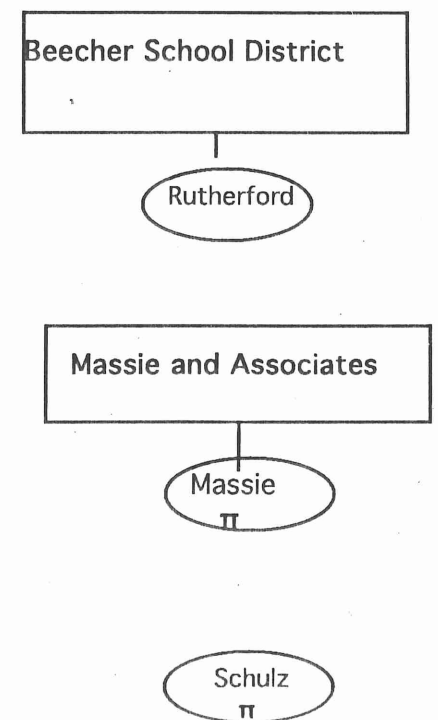 Beecher School District
Rutherford
Massie and Associates
Massie
π
Schulz
π